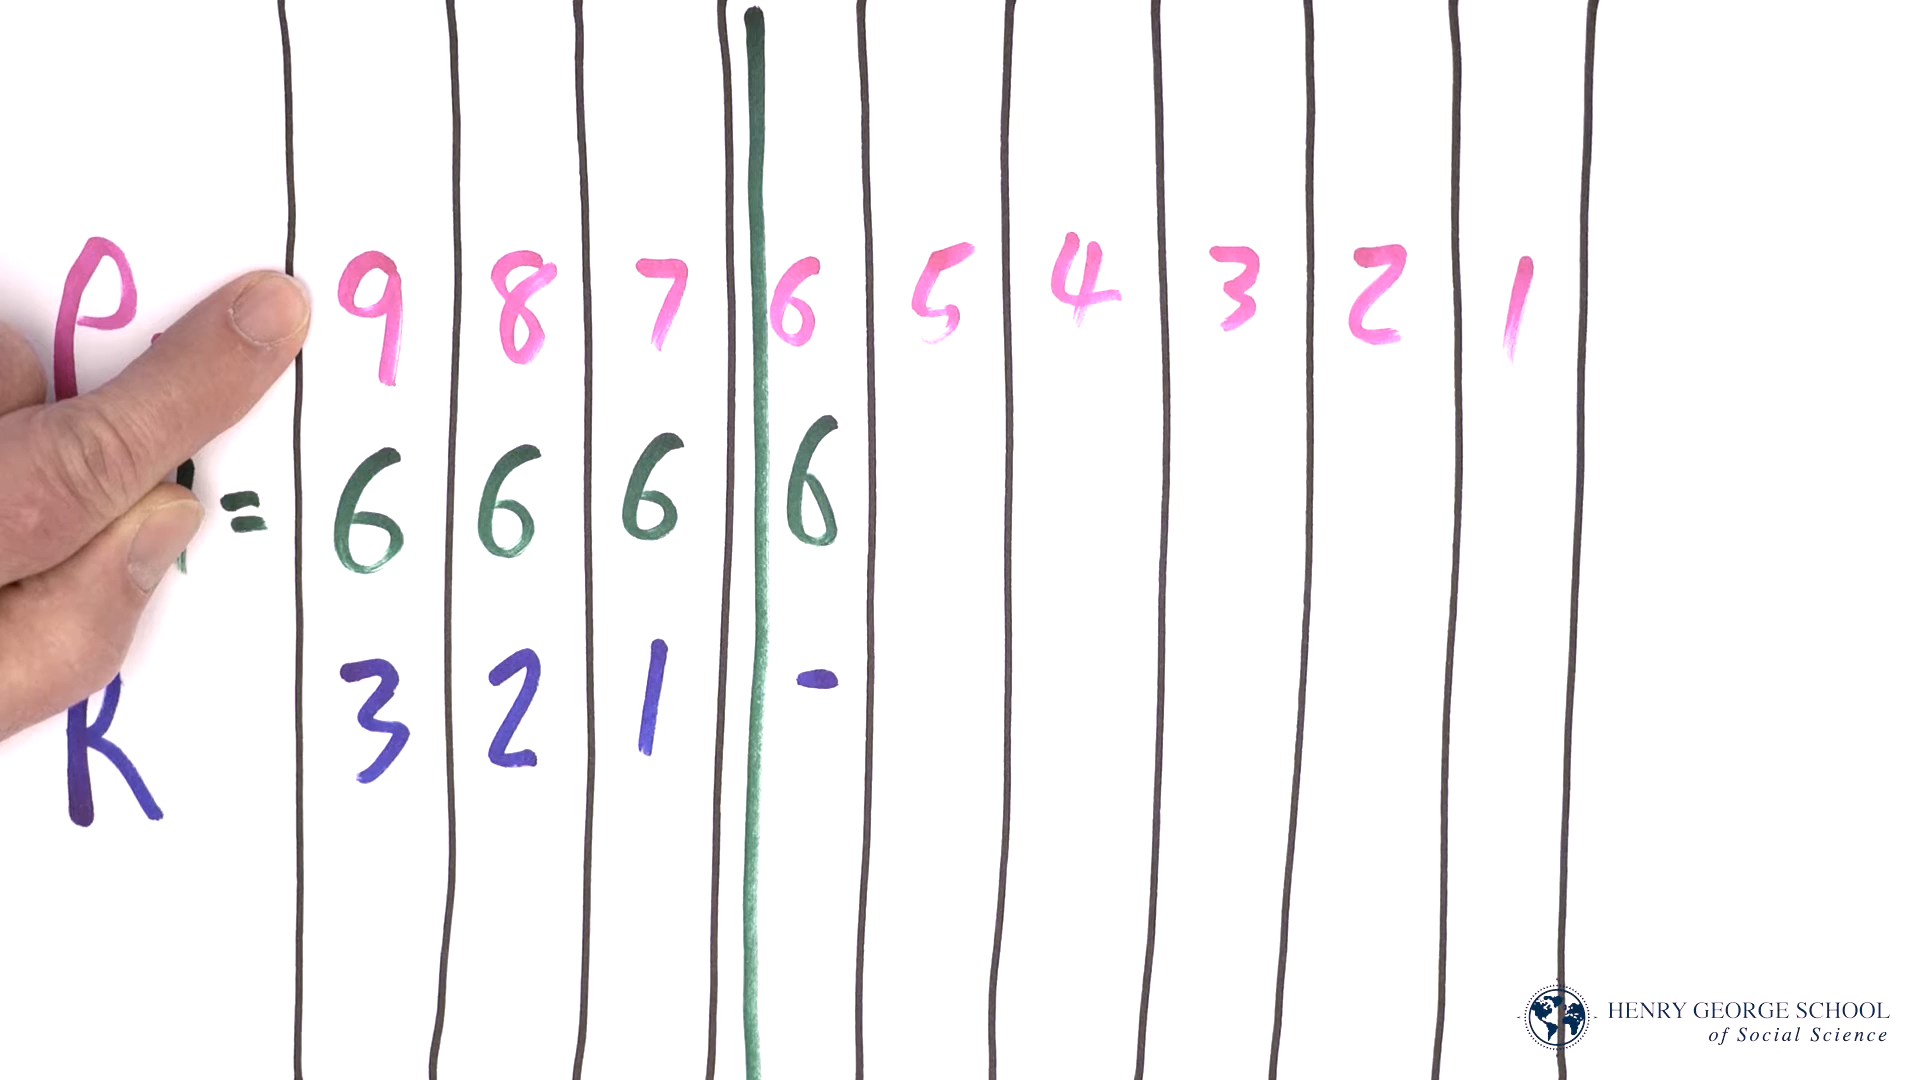 P 9 8 7 6 5 4 3 2 1
= 6 6 6 6
R 3 2 1 -
HENRY GEORGE SCHOOL
of Social Science